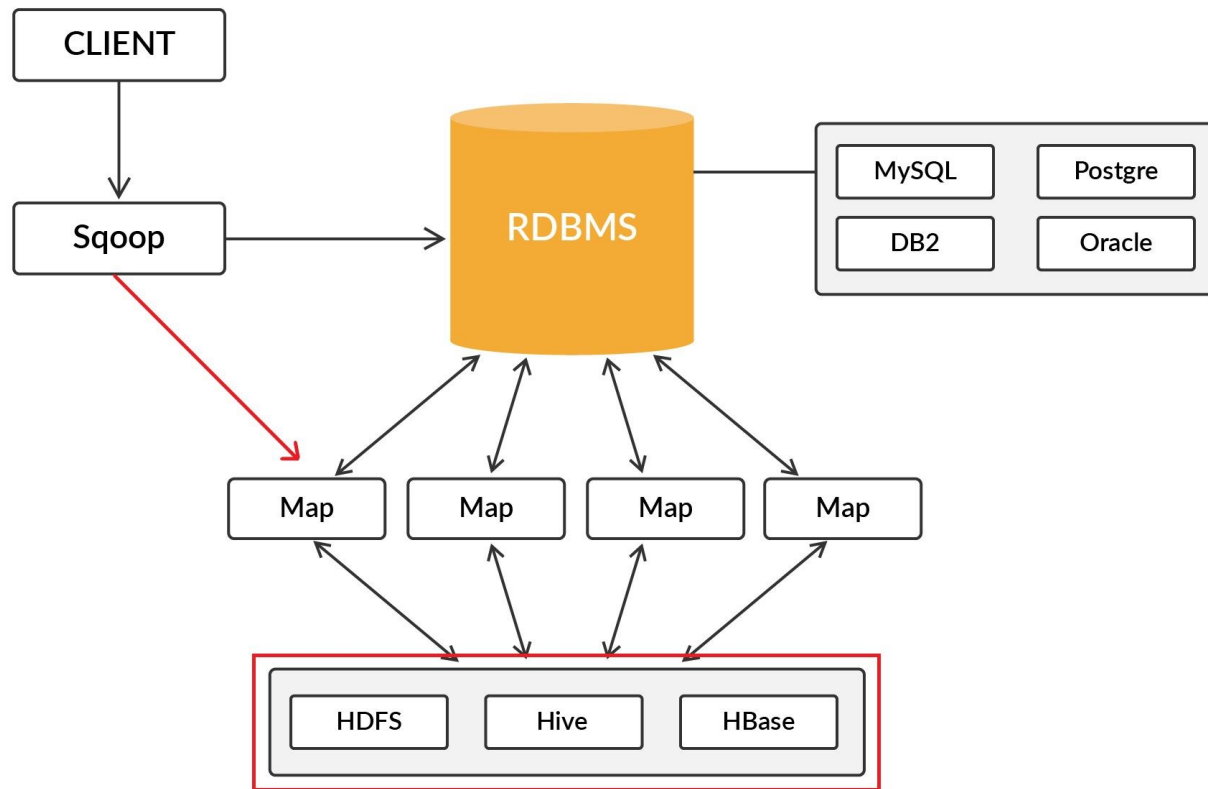 CLIENT
Sqoop
RDBMS
MySQL
Postgre
DB2
Oracle
Map
Map
Map
Map
HDFS
Hive
HBase